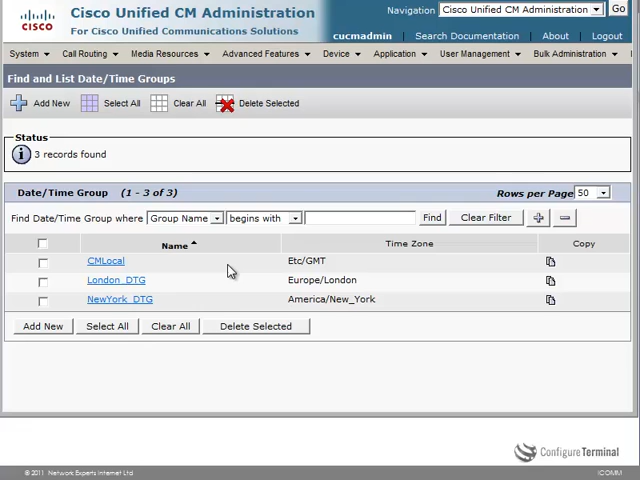 Cisco Unified CM Administration
CISCO
For Cisco Unified Communications Solutions
Navigation Cisco Unified CM Administration Go
cucmadmin Search Documentation About Logout
System Call Routing Media Resources Advanced Features Device Application User Management Bulk Administration H
Find and List Date/Time Groups
Add New Select All Clear All Delete Selected
Status
3 records found
Date/Time Group (1 - 3 of 3) Rows per Page 50
Find Date/Time Group where Group Name begins with Find Clear Filter
Name Time Zone Copy
CMLocal Etc/GMT
London_DTG Europe/London
NewYork_DTG America/New_York
Add New Select All Clear All Delete Selected
ConfigureTerminal
© 2011 Network Experts Internet Ltd iCOMM